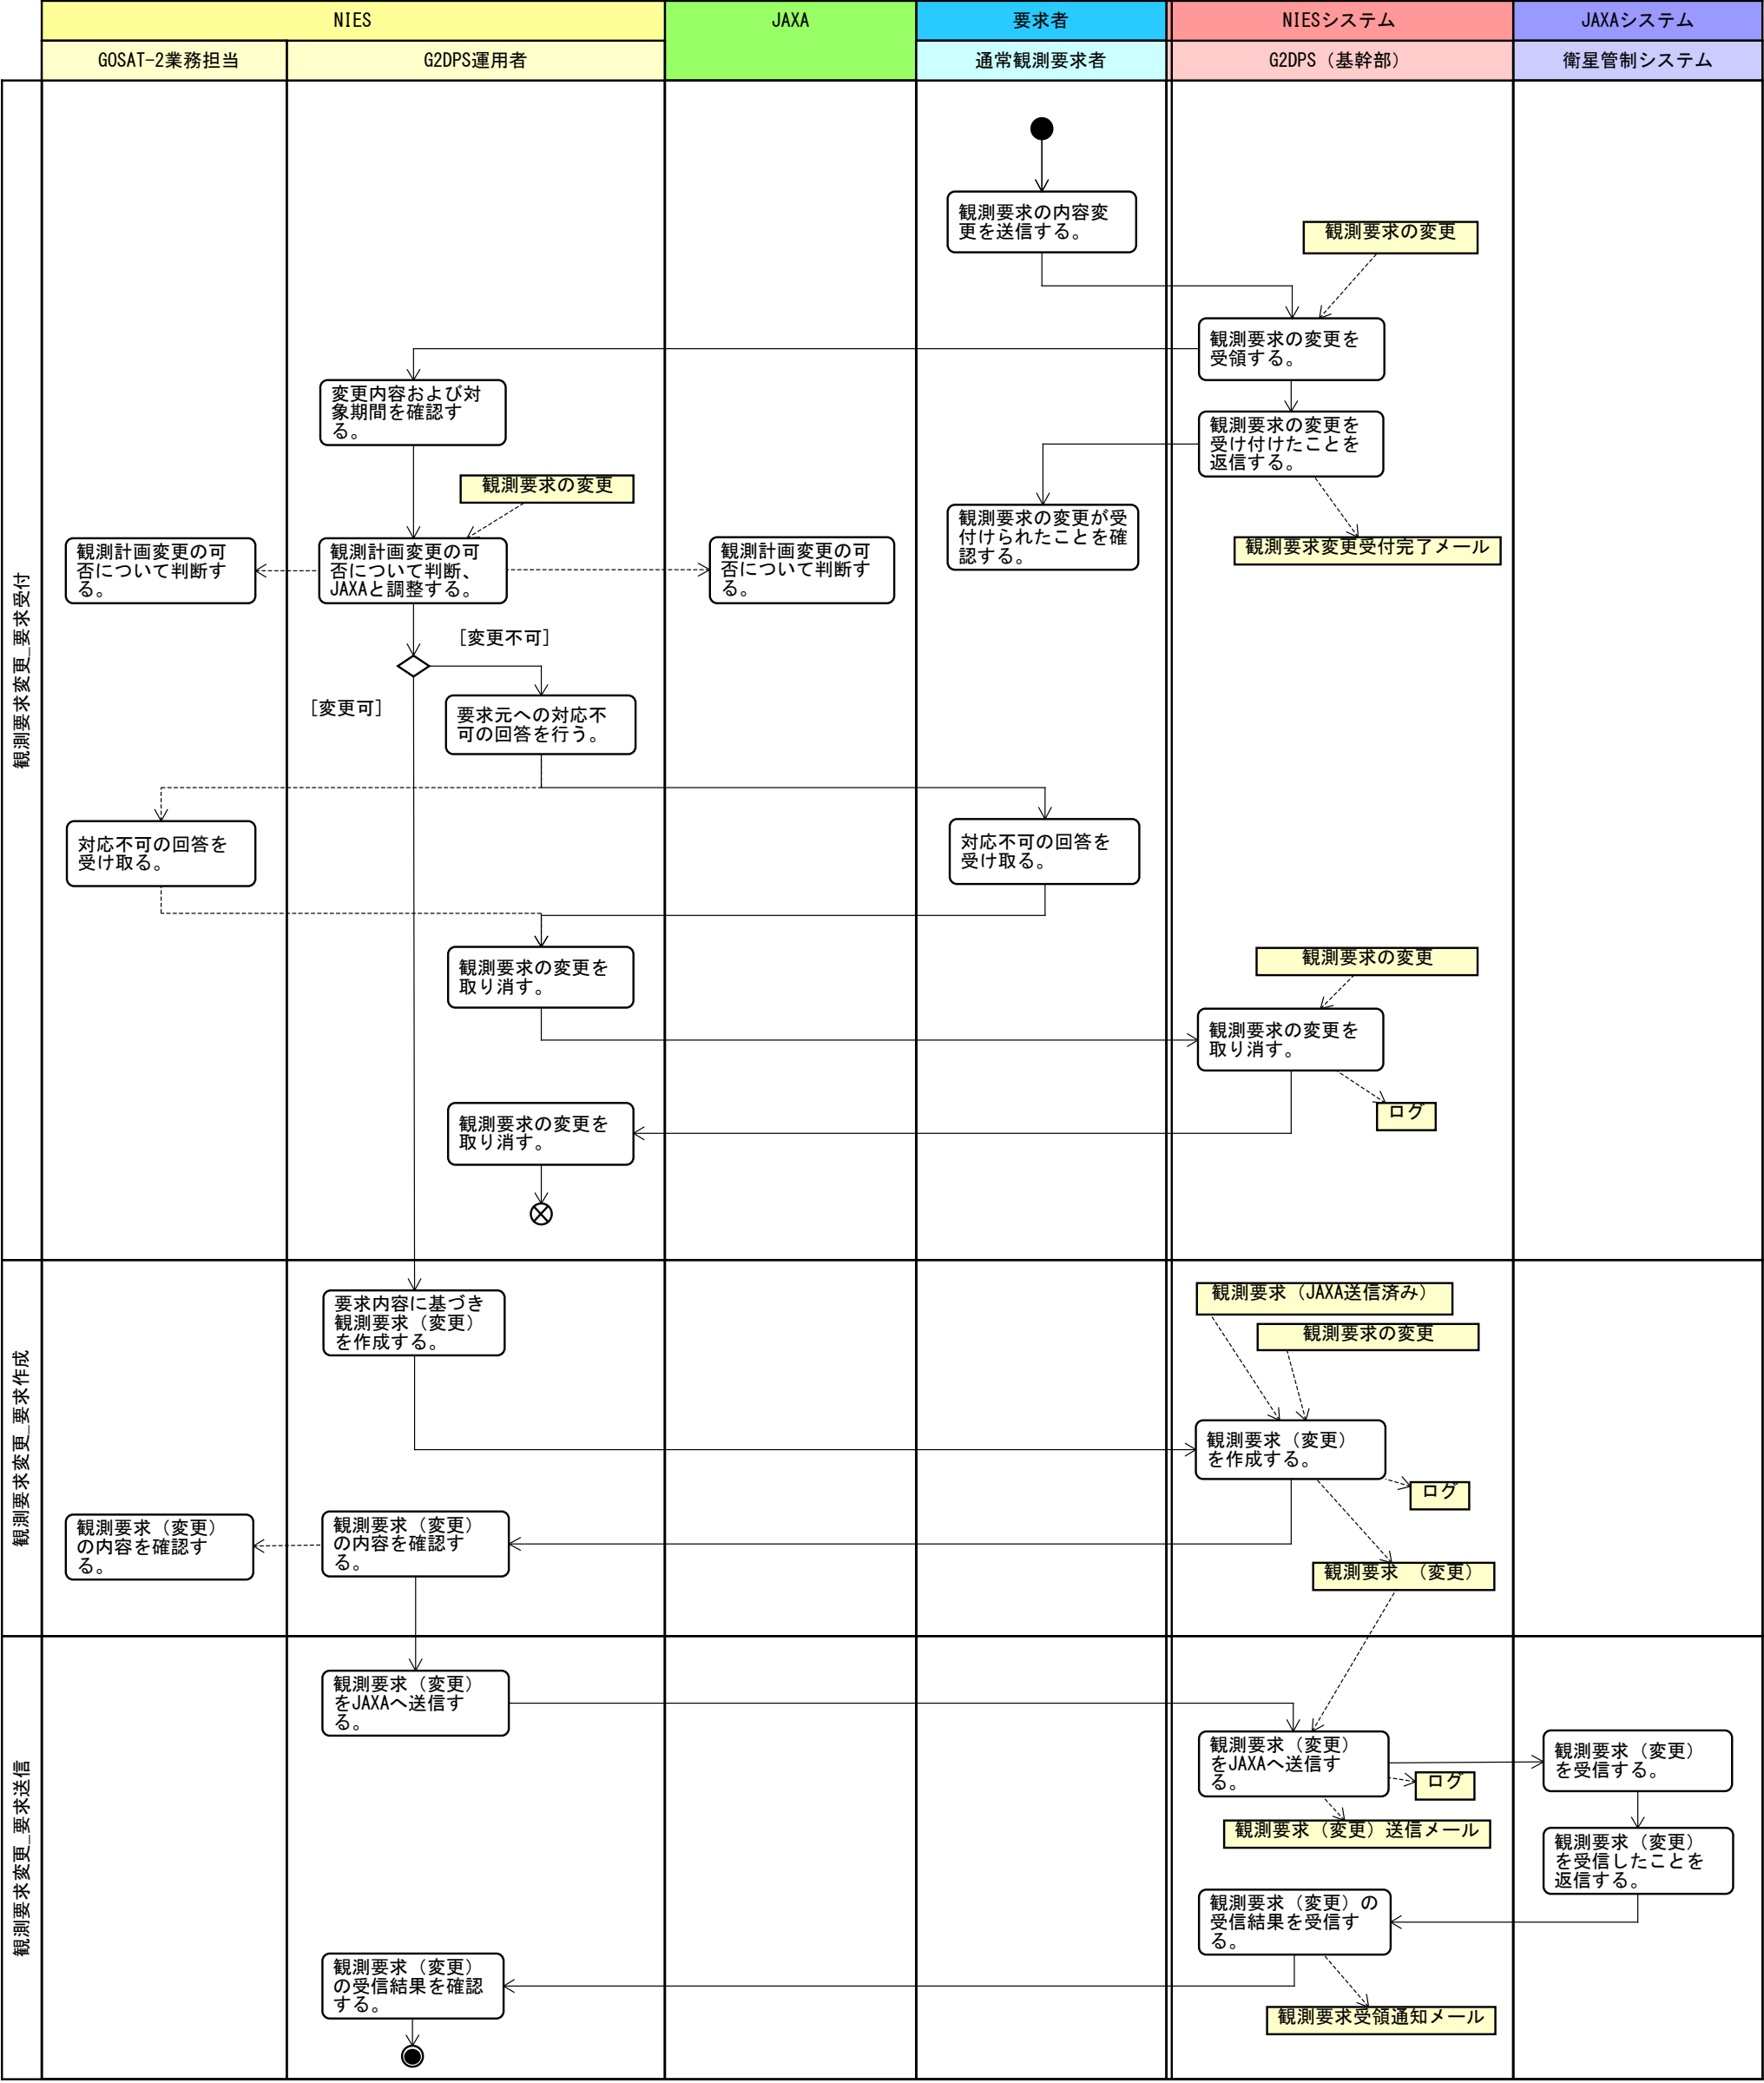 NIES
JAXA
要求者
NIESシステム
JAXAシステム
GOSAT-2業務担当
G2DPS運用者
通常観測要求者
G2DPS（基幹部）
衛星管制システム
観測要求変更_要求受付
観測要求の内容変
更を送信する。
観測要求の変更
観測要求の変更を
受領する。
変更内容および対
象期間を確認す
る。
観測要求の変更を
受け付けたことを
返信する。
観測要求の変更
観測要求の変更が受
付けられたことを確
認する。
観測要求変更受付完了メール
観測計画変更の可
否について判断す
る。
観測計画変更の可
否について判断、
JAXAと調整する。
観測計画変更の可
否について判断す
る。
[変更不可]
[変更可]
要求元への対応不
可の回答を行う。
対応不可の回答を
受け取る。
対応不可の回答を
受け取る。
観測要求の変更を
取り消す。
観測要求の変更
観測要求の変更を
取り消す。
ログ
観測要求の変更を
取り消す。
観測要求変更_要求作成
要求内容に基づき
観測要求（変更）
を作成する。
観測要求（JAXA送信済み）
観測要求の変更
観測要求（変更）
を作成する。
ログ
観測要求（変更）
の内容を確認す
る。
観測要求（変更）
の内容を確認す
る。
観測要求 （変更）
観測要求変更_要求送信
観測要求（変更）
をJAXAへ送信す
る。
観測要求（変更）
をJAXAへ送信す
る。
ログ
観測要求（変更）
を受信する。
観測要求（変更）送信メール
観測要求（変更）
を受信したことを
返信する。
観測要求（変更）の
受信結果を受信す
る。
観測要求（変更）
の受信結果を確認
する。
観測要求受領通知メール